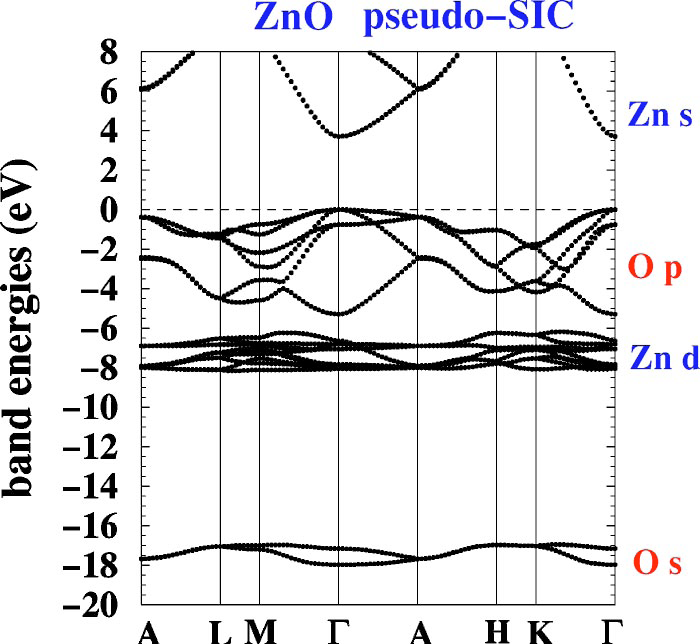 ZnO pseudo-SIC
band energies (eV)
8
6
4
2
0
-2
-4
-6
-8
-10
-12
-14
-16
-18
-20
Zn s
O p
Zn d
O s
A L M Γ A H K Γ